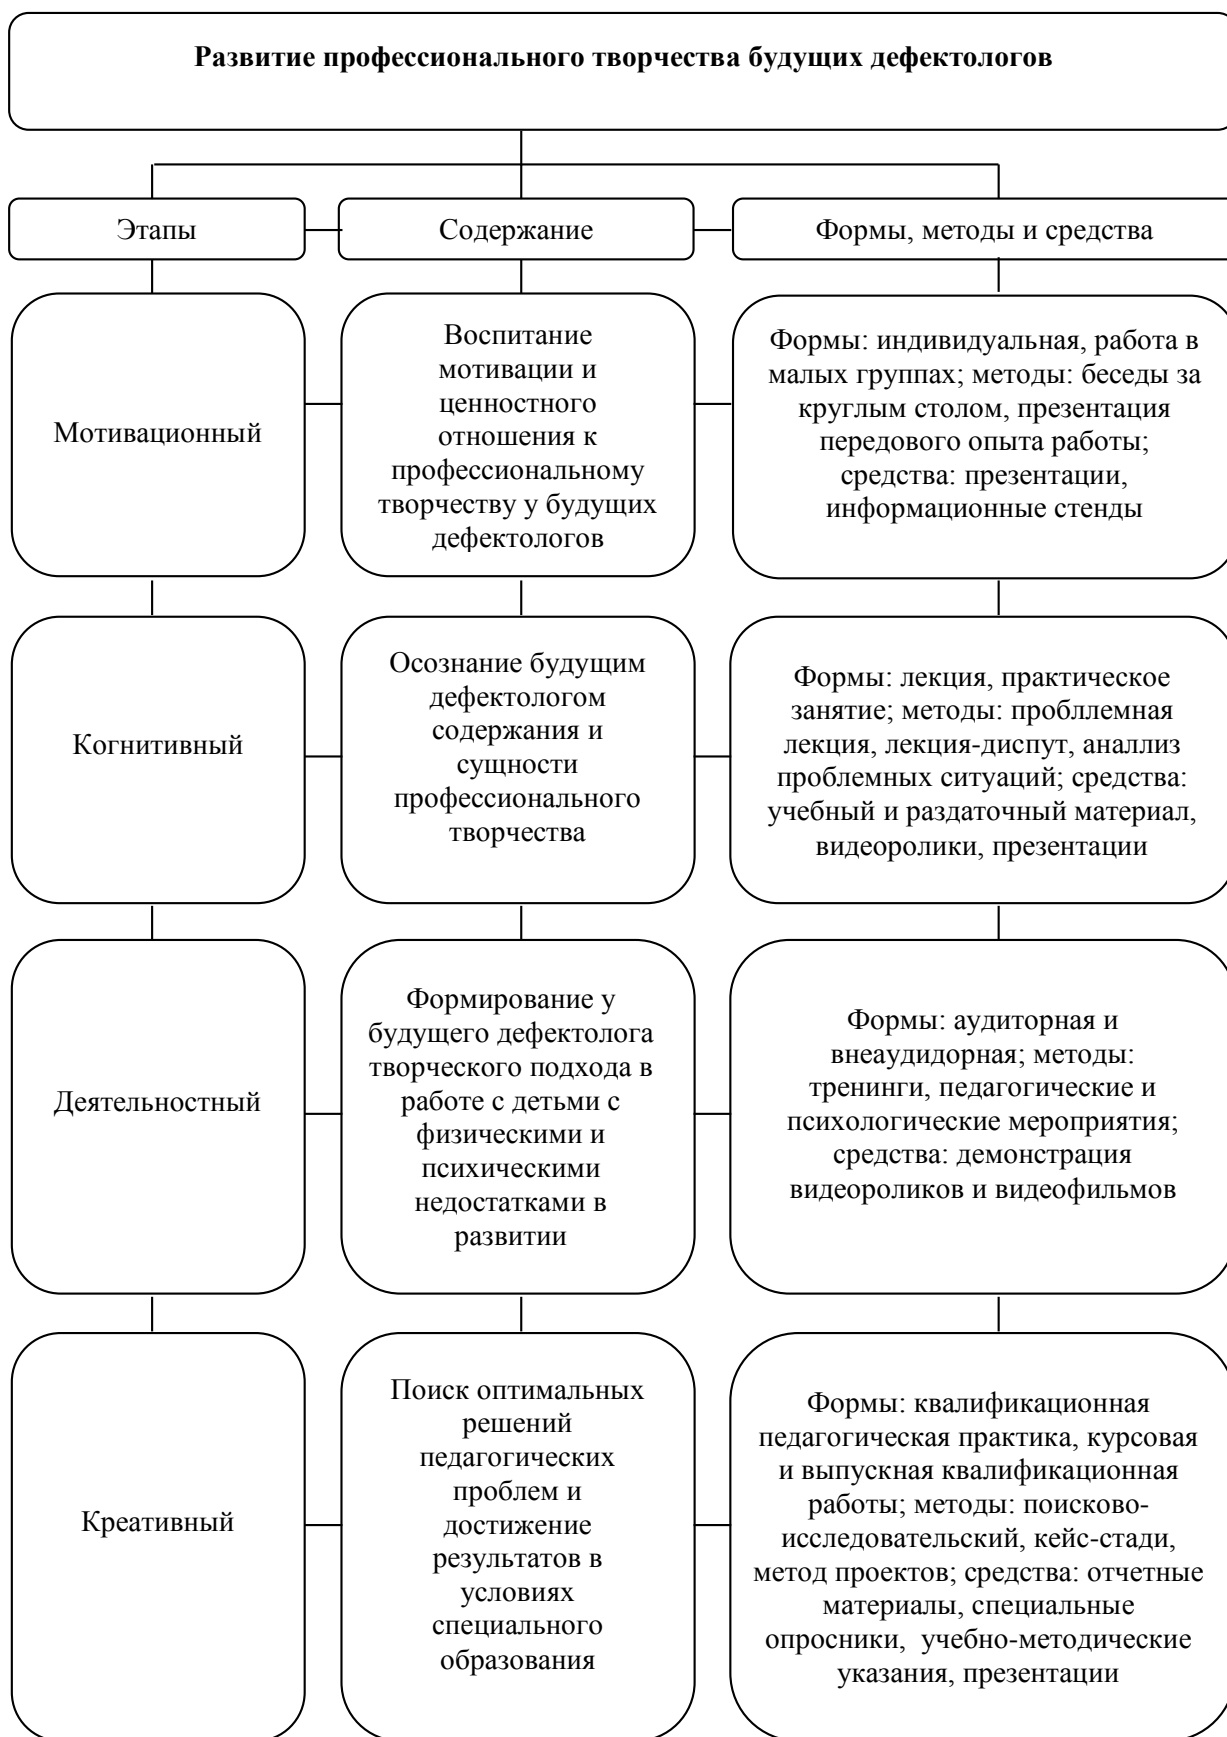 Развитие профессионального творчества будущих дефектологов
Этапы
Содержание
Формы, методы и средства
Мотивационный
Воспитание
мотивации и
ценностного
отношения к
профессиональному
творчеству у будущих
дефектологов
Формы: индивидуальная, работа в
малых группах; методы: беседы за
круглым столом, презентация
передового опыта работы;
средства: презентации,
информационные стенды
Когнитивный
Осознание будущим
дефектологом
содержания и
сущности
профессионального
творчества
Формы: лекция, практическое
занятие; методы: пробллемная
лекция, лекция-диспут, аналлиз
проблемных ситуаций; средства:
учебный и раздаточный материал,
видеоролики, презентации
Деятельностный
Формирование у
будущего дефектолога
творческого подхода в
работе с детьми с
физическими и
психическими
недостатками в
развитии
Формы: аудиторная и
внеаудидорная; методы:
тренинги, педагогические и
психологические мероприятия;
средства: демонстрация
видеороликов и видеофильмов
Креативный
Поиск оптимальных
решений
педагогических
проблем и
достижение
результатов в
условиях
специального
образования
Формы: квалификационная
педагогическая практика, курсовая
и выпускная квалификационная
работы; методы: поисково-
исследовательский, кейс-стади,
метод проектов; средства: отчетные
материалы, специальные
опросники, учебно-методические
указания, презентации